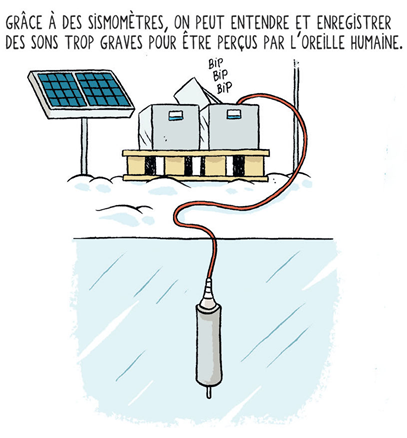 GRÂCE À DES SISMOMÈTRES, ON PEUT ENTENDRE ET ENREGISTRER
DES SONS TROP GRAVES POUR ÊTRE PERÇUS PAR L'OREILLE HUMAINE.
BIP
BIP
BIP